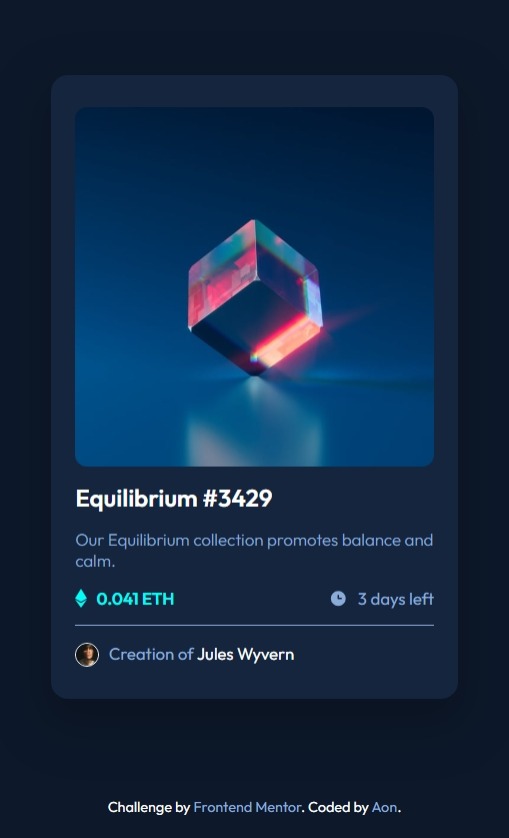 Equilibrium #3429
Our Equilibrium collection promotes balance and
calm.
0.041 ETH
3 days left
Creation of Jules Wyvern
Challenge by Frontend Mentor. Coded by Aon.